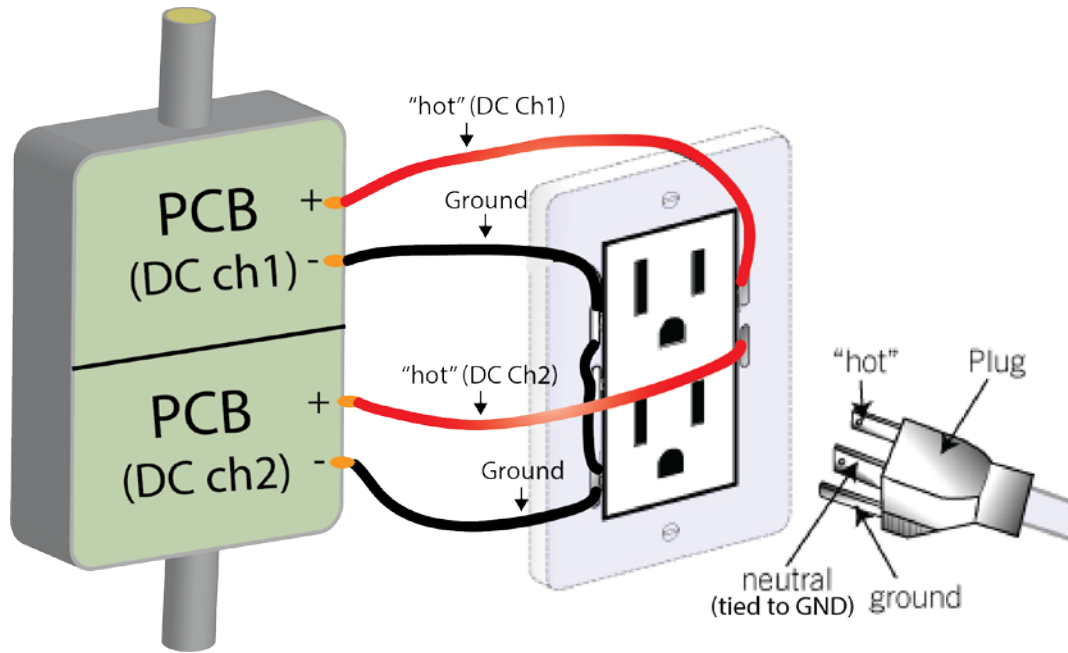 "hot" (DC Ch1)
Ground
PCB
(DC ch1)
+
-
"hot" (DC Ch2)
PCB
(DC ch2)
+
-
Ground
"hot"
Plug
neutral
(tied to GND)
ground